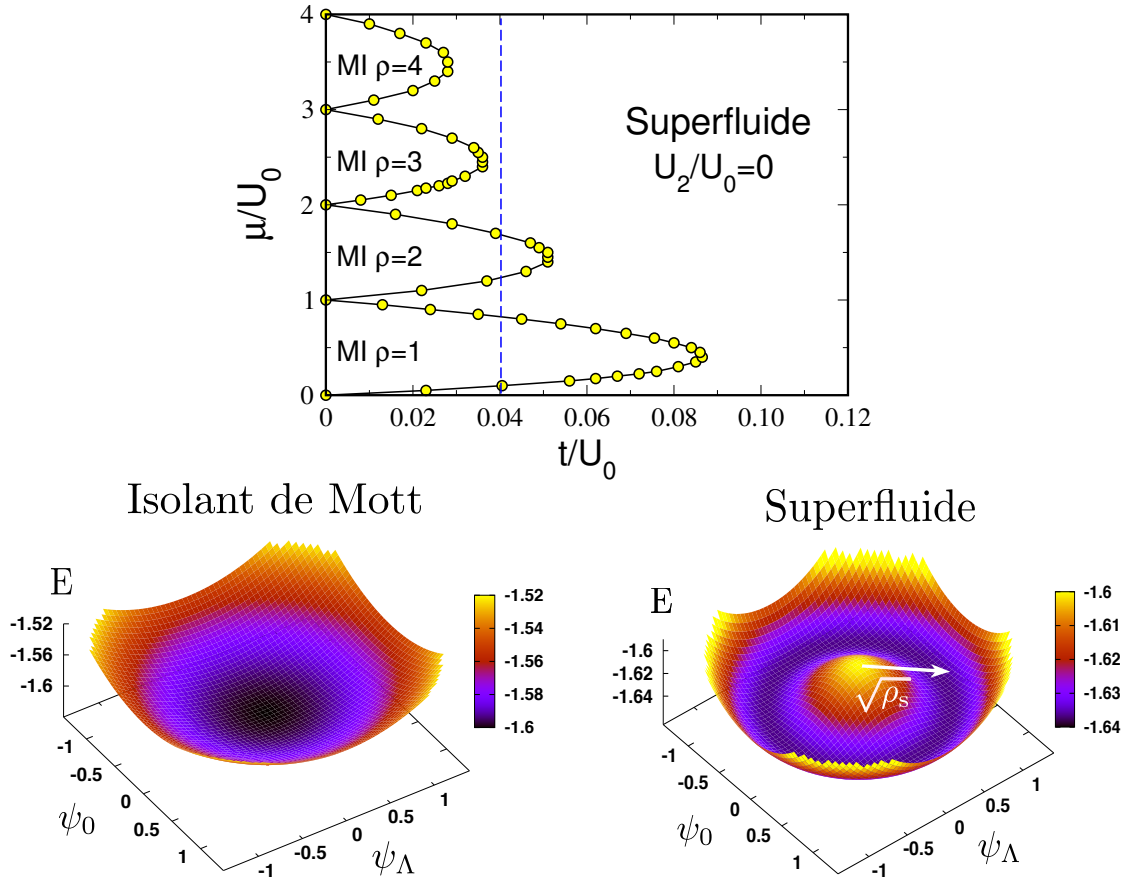 4
3
2
1
0
μ/U₀
MI ρ=4
MI ρ=3
MI ρ=2
MI ρ=1
Superfluide
U₂/U₀=0
0 0.02 0.04 0.06 0.08 0.10 0.12
t/U₀
Isolant de Mott
E
-1.52
-1.56
-1.6
-1 -0.5 0 0.5 1
ψ₀
-1 -0.5 0 0.5 1
ψ_Λ
-1.52
-1.54
-1.56
-1.58
-1.6
Superfluide
E
-1.6
-1.62
-1.64
√ρₛ
-1 -0.5 0 0.5 1
ψ₀
-1 -0.5 0 0.5 1
ψ_Λ
-1.6
-1.61
-1.62
-1.63
-1.64